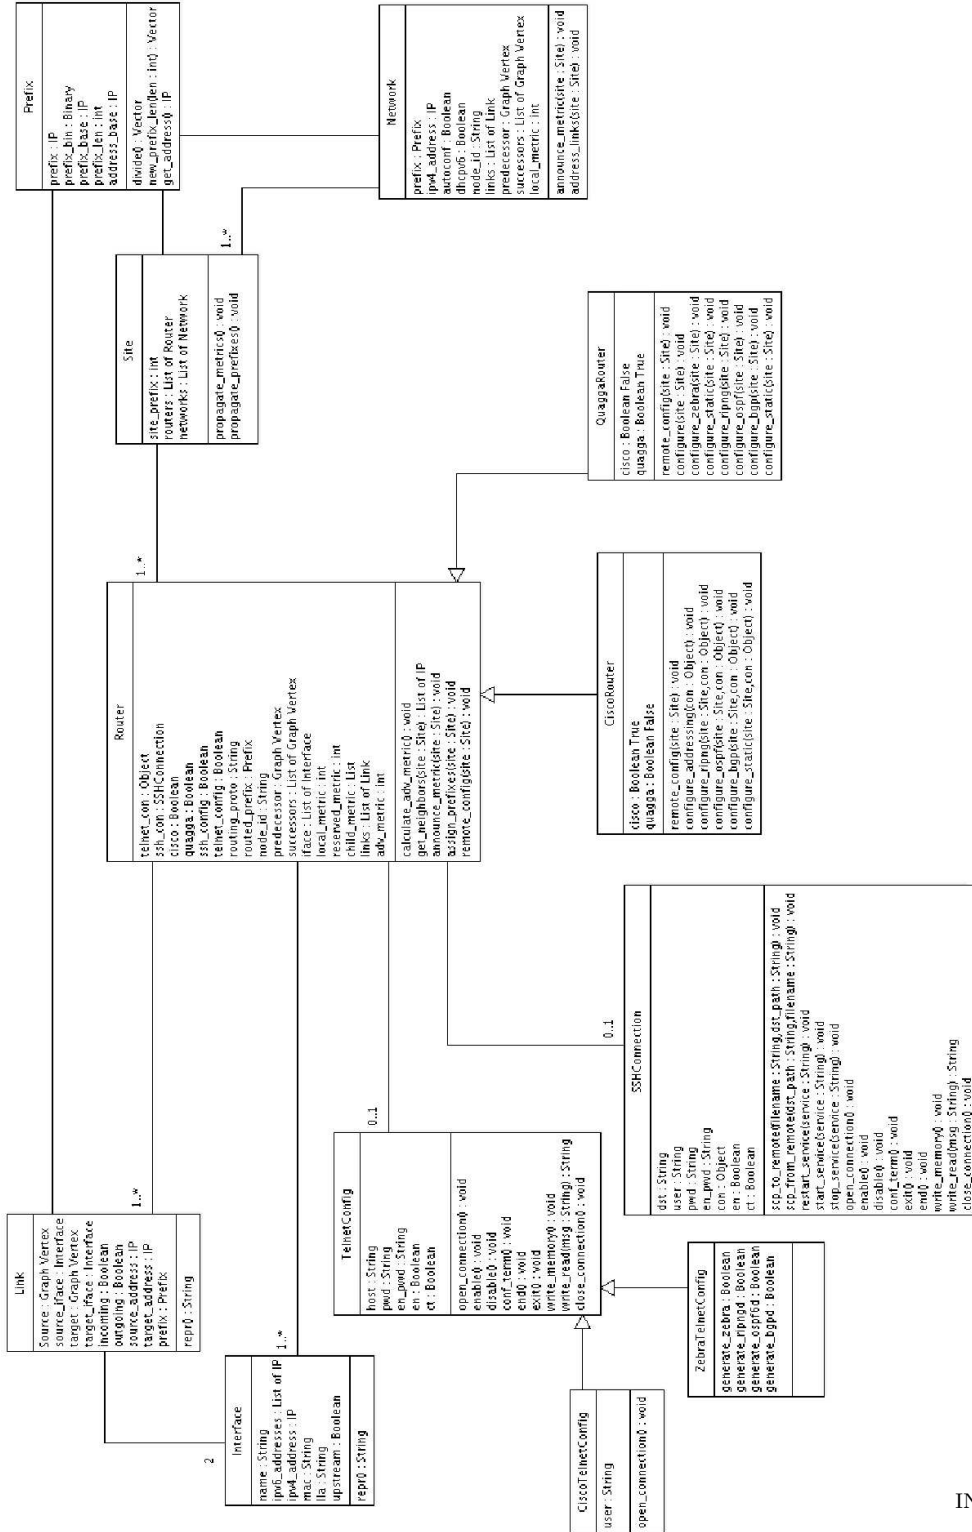 Prefix
prefix : IP
prefix_bin : Binary
prefix_base : IP
prefix_len : int
address_base : IP
divide() : Vector
new_prefix_len(len : int) : Vector
get_address() : IP
Network
prefix : Prefix
ipv4_address : IP
autoconf : Boolean
dhcpv6 : Boolean
node_id : String
links : List of Link
predecessor : Graph Vertex
successors : List of Graph Vertex
local_metric : int
announce_metric(site : Site) : void
address_links(site : Site) : void
1..*
Site
site_prefix : int
routers : List of Router
networks : List of Network
propagate_metrics() : void
propagate_prefixes() : void
QuaggaRouter
cisco : Boolean False
quagga : Boolean True
remote_config(site : Site) : void
configure(site : Site) : void
configure_zebra(site : Site) : void
configure_static(site : Site) : void
configure_ripng(site : Site) : void
configure_ospf(site : Site) : void
configure_bgp(site : Site) : void
configure_static(site : Site) : void
1..*
Router
telnet_con : Object
ssh_con : SSHConnection
cisco : Boolean
quagga : Boolean
ssh_config : Boolean
telnet_config : Boolean
routing_proto : String
routed_prefix : Prefix
node_id : String
predecessor : Graph Vertex
successors : List of Graph Vertex
iface : List of Interface
local_metric : int
reserved_metric : int
child_metric : List
links : List of Link
adv_metric : int
calculate_adv_metric() : void
get_neighbors(site : Site) : List of IP
announce_metric(site : Site) : void
assign_prefixes(site : Site) : void
remote_config(site : Site) : void
CiscoRouter
cisco : Boolean True
quagga : Boolean False
remote_config(site : Site) : void
configure_addressing(con : Object) : void
configure_ripng(site : Site,con : Object) : void
configure_ospf(site : Site,con : Object) : void
configure_bgp(site : Site,con : Object) : void
configure_static(site : Site,con : Object) : void
0..1
SSHConnection
dst : String
user : String
pwd : String
en_pwd : String
con : Object
en : Boolean
ct : Boolean
scp_to_remote(filename : String,dst_path : String) : void
scp_from_remote(dst_path : String,filename : String) : void
restart_service(service : String) : void
start_service(service : String) : void
stop_service(service : String) : void
open_connection() : void
enable() : void
disable() : void
conf_term() : void
exit() : void
end() : void
write_memory() : void
write_read(msg : String) : String
close_connection() : void
0..1
TelnetConfig
host : String
pwd : String
en_pwd : String
en : Boolean
ct : Boolean
open_connection() : void
enable() : void
disable() : void
conf_term() : void
end() : void
exit() : void
write_memory() : void
write_read(msg : String) : String
close_connection() : void
1..*
Link
Source : Graph Vertex
source_iface : Interface
target : Graph Vertex
target_iface : Interface
incoming : Boolean
outgoing : Boolean
source_address : IP
target_address : IP
prefix : Prefix
repr() : String
1..*
2
Interface
name : String
ipv6_addresses : List of IP
ipv4_address : IP
mac : String
lla : String
upstream : Boolean
repr() : String
ZebraTelnetConfig
generate_zebra : Boolean
generate_ripngd : Boolean
generate_ospf6d : Boolean
generate_bgpd : Boolean
CiscoTelnetConfig
user : String
open_connection() : void
IN